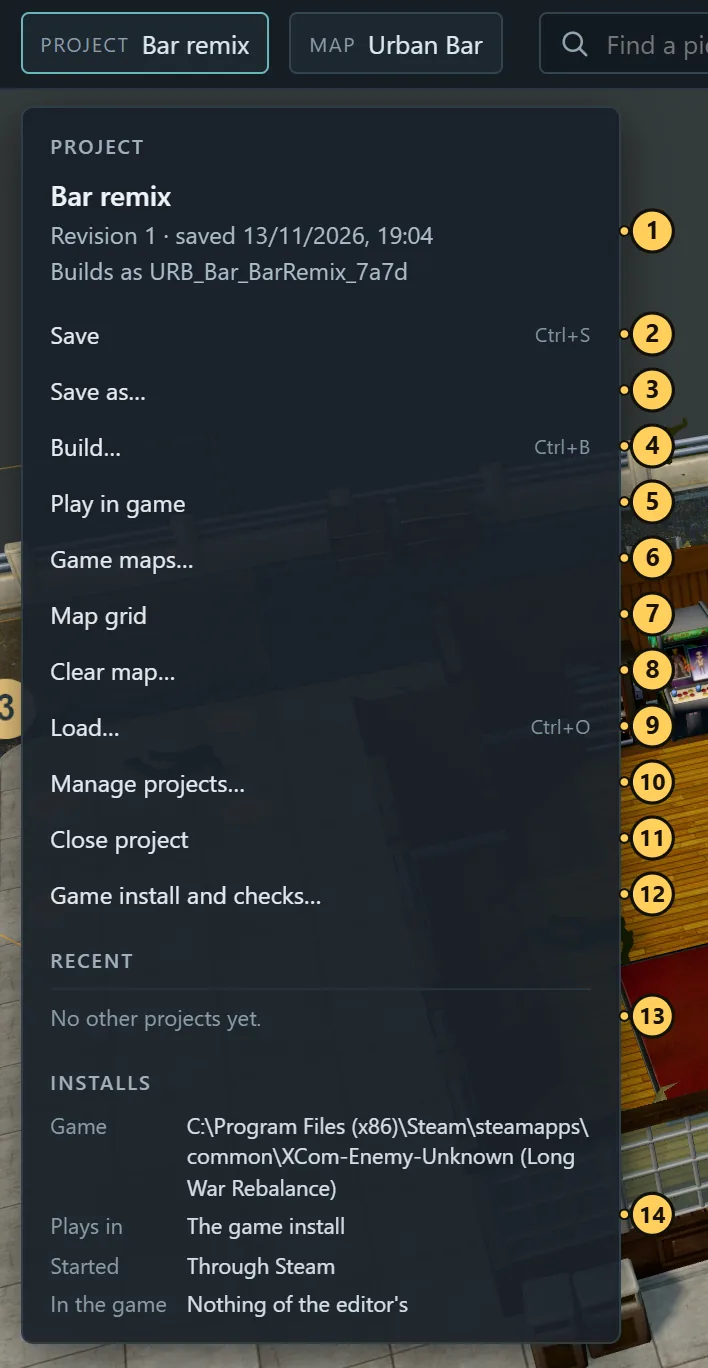 PROJECT Bar remix MAP Urban Bar Find a pi
PROJECT
Bar remix
Revision 1 · saved 13/11/2026, 19:04
1
Builds as URB_Bar_BarRemix_7a7d
Save Ctrl+S 2
Save as... 3
Build... Ctrl+B 4
Play in game 5
Game maps... 6
Map grid 7
Clear map... 8
3
Load... Ctrl+O 9
Manage projects... 10
Close project 11
Game install and checks... 12
RECENT
No other projects yet. 13
INSTALLS
Game C:\Program Files (x86)\Steam\steamapps\
common\XCom-Enemy-Unknown (Long
War Rebalance)
14
Plays in The game install
Started Through Steam
In the game Nothing of the editor's